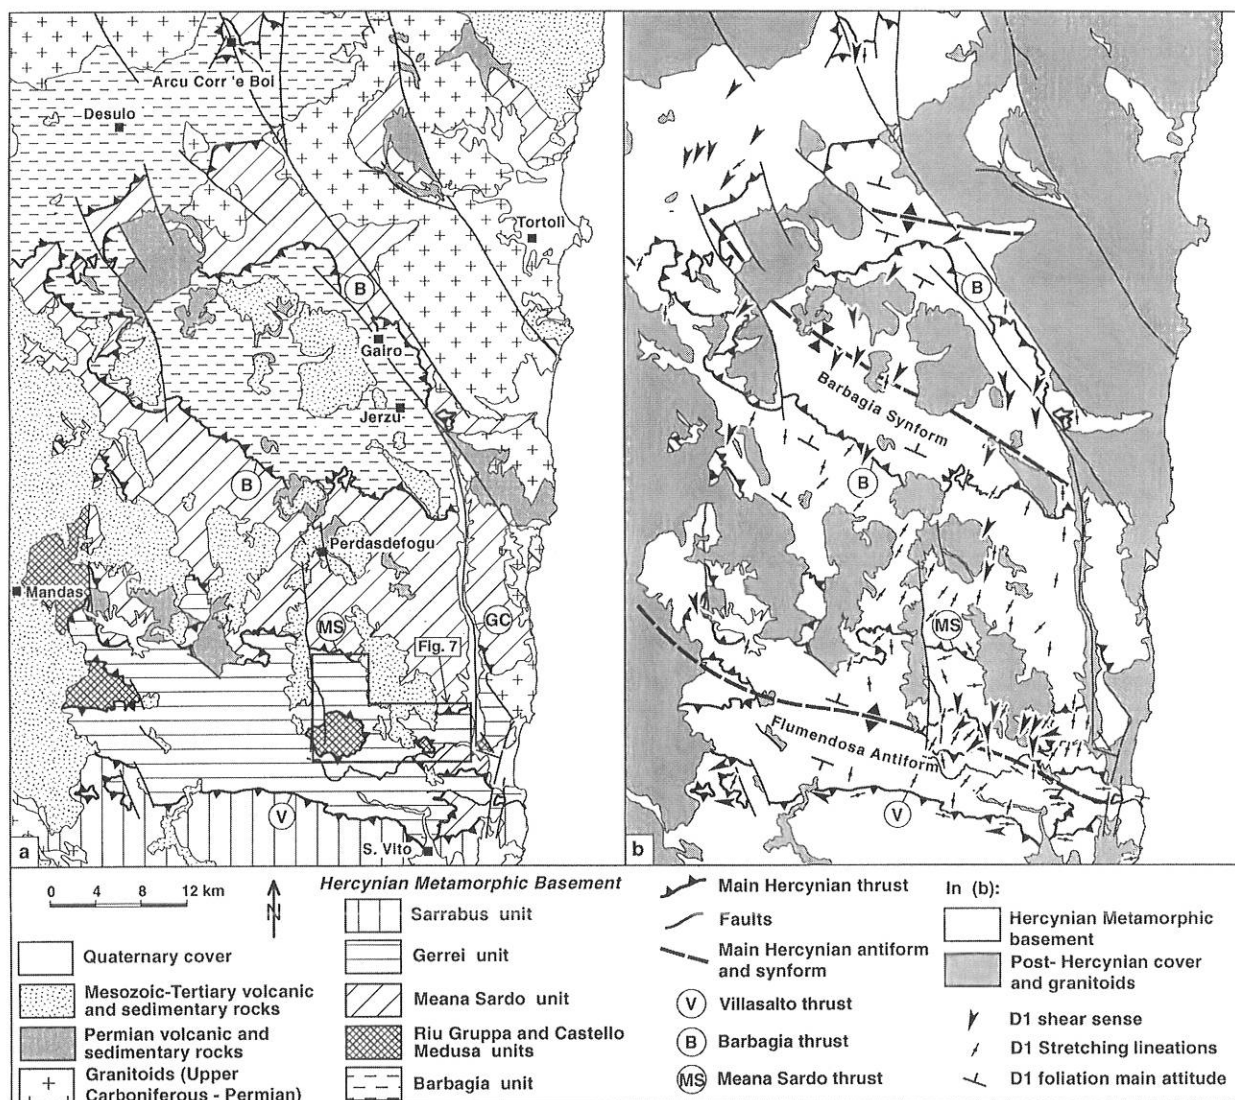 Arcu Corr 'e Bol
Desulo
Tortolì
B
Gairo
Jerzu
B
Perdasdefogu
Mandas
MS
GC
Fig. 7
V
S. Vito
a
B
Barbagia Synform
B
MS
Flumendosa Antiform
V
b
0 4 8 12 km
N
Quaternary cover
Mesozoic-Tertiary volcanic
and sedimentary rocks
Permian volcanic and
sedimentary rocks
Granitoids (Upper
Carboniferous - Permian)
Hercynian Metamorphic Basement
Sarrabus unit
Gerrei unit
Meana Sardo unit
Riu Gruppa and Castello
Medusa units
Barbagia unit
Main Hercynian thrust
Faults
Main Hercynian antiform
and synform
V Villasalto thrust
B Barbagia thrust
MS Meana Sardo thrust
In (b):
Hercynian Metamorphic
basement
Post- Hercynian cover
and granitoids
D1 shear sense
D1 Stretching lineations
D1 foliation main attitude